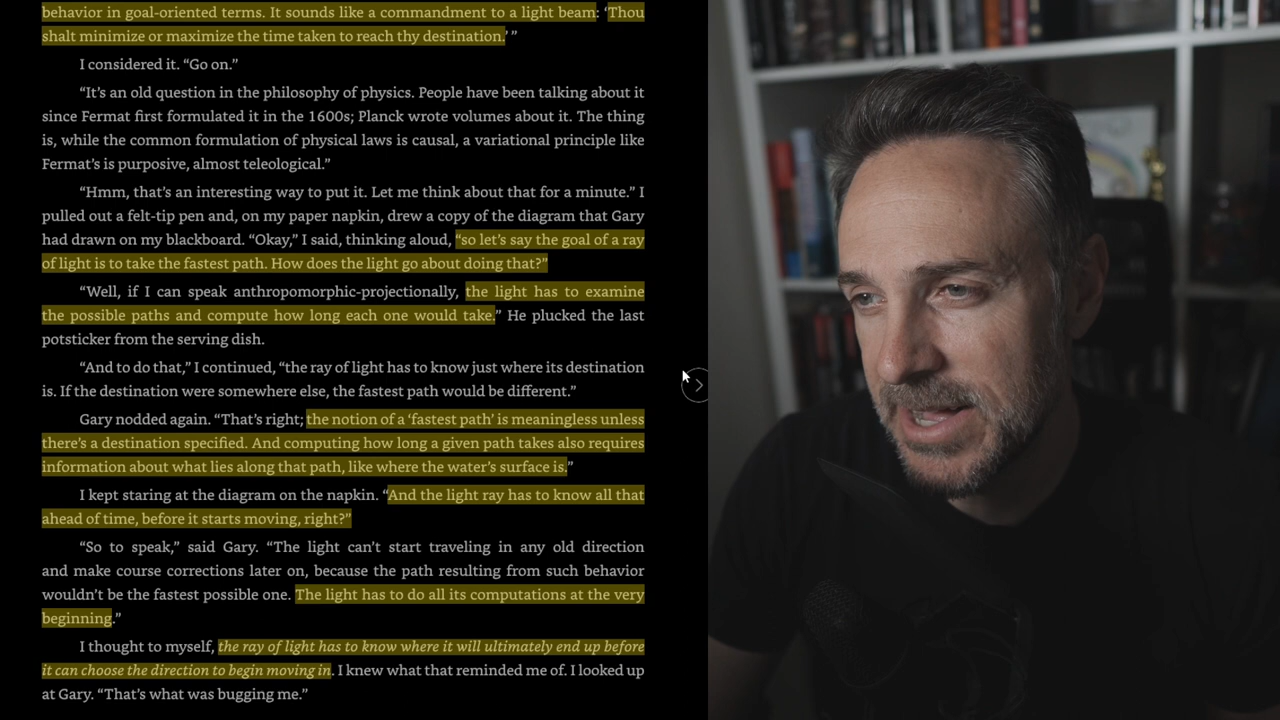 behavior in goal-oriented terms. It sounds like a commandment to a light beam: ‘Thou
shalt minimize or maximize the time taken to reach thy destination.’ ”
I considered it. “Go on.”
“It’s an old question in the philosophy of physics. People have been talking about it
since Fermat first formulated it in the 1600s; Planck wrote volumes about it. The thing
is, while the common formulation of physical laws is causal, a variational principle like
Fermat’s is purposive, almost teleological.”
“Hmm, that’s an interesting way to put it. Let me think about that for a minute.” I
pulled out a felt-tip pen and, on my paper napkin, drew a copy of the diagram that Gary
had drawn on my blackboard. “Okay,” I said, thinking aloud, “so let’s say the goal of a ray
of light is to take the fastest path. How does the light go about doing that?”
“Well, if I can speak anthropomorphic-projectionally, the light has to examine
the possible paths and compute how long each one would take.” He plucked the last
potsticker from the serving dish.
“And to do that,” I continued, “the ray of light has to know just where its destination
is. If the destination were somewhere else, the fastest path would be different.”
Gary nodded again. “That’s right; the notion of a ‘fastest path’ is meaningless unless
there’s a destination specified. And computing how long a given path takes also requires
information about what lies along that path, like where the water’s surface is.”
I kept staring at the diagram on the napkin. “And the light ray has to know all that
ahead of time, before it starts moving, right?”
“So to speak,” said Gary. “The light can’t start traveling in any old direction
and make course corrections later on, because the path resulting from such behavior
wouldn’t be the fastest possible one. The light has to do all its computations at the very
beginning.”
I thought to myself, the ray of light has to know where it will ultimately end up before
it can choose the direction to begin moving in. I knew what that reminded me of. I looked up
at Gary. “That’s what was bugging me.”